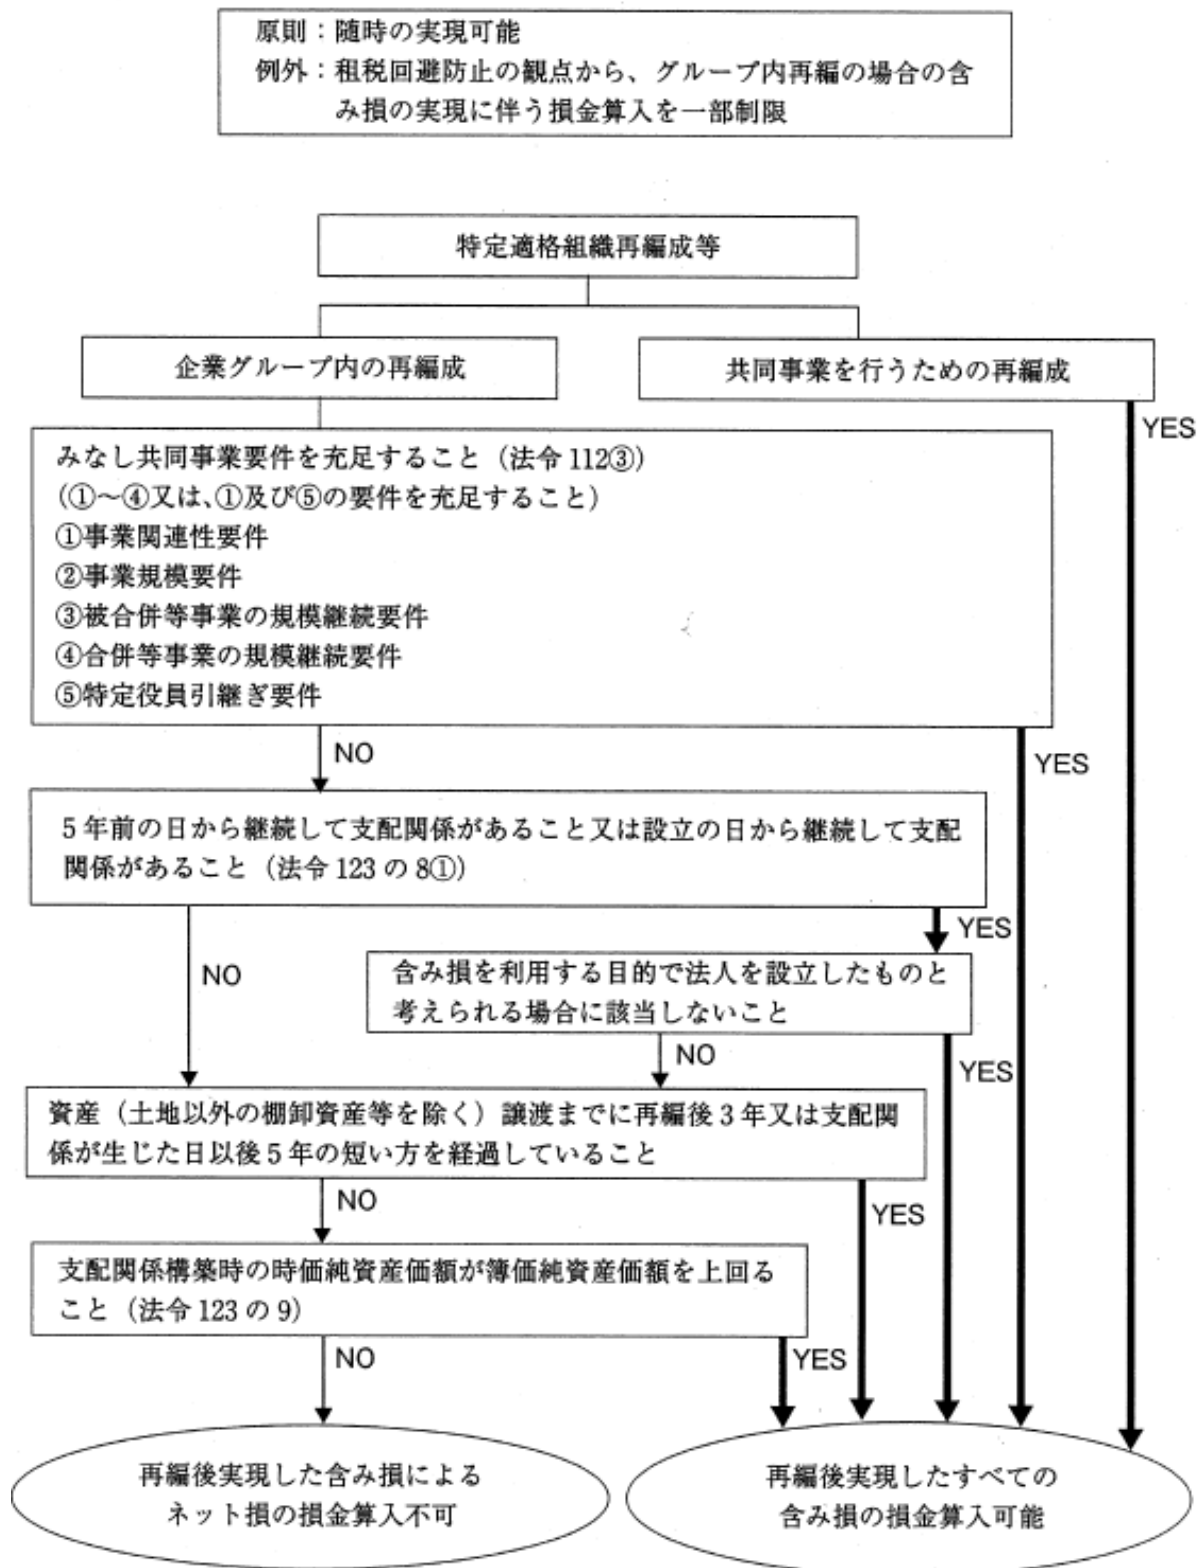 原則：随時の実現可能
例外：租税回避防止の観点から、グループ内再編の場合の含
み損の実現に伴う損金算入を一部制限
特定適格組織再編成等
企業グループ内の再編成
共同事業を行うための再編成
YES
みなし共同事業要件を充足すること（法令112③）
（①～④又は、①及び⑤の要件を充足すること）
①事業関連性要件
②事業規模要件
③被合併等事業の規模継続要件
④合併等事業の規模継続要件
⑤特定役員引継ぎ要件
NO
YES
5年前の日から継続して支配関係があること又は設立の日から継続して支配
関係があること（法令123の8①）
YES
NO
含み損を利用する目的で法人を設立したものと
考えられる場合に該当しないこと
NO
YES
資産（土地以外の棚卸資産等を除く）譲渡までに再編後3年又は支配関
係が生じた日以後5年の短い方を経過していること
NO
YES
支配関係構築時の時価純資産価額が簿価純資産価額を上回る
こと（法令123の9）
NO
YES
再編後実現した含み損による
ネット損の損金算入不可
再編後実現したすべての
含み損の損金算入可能